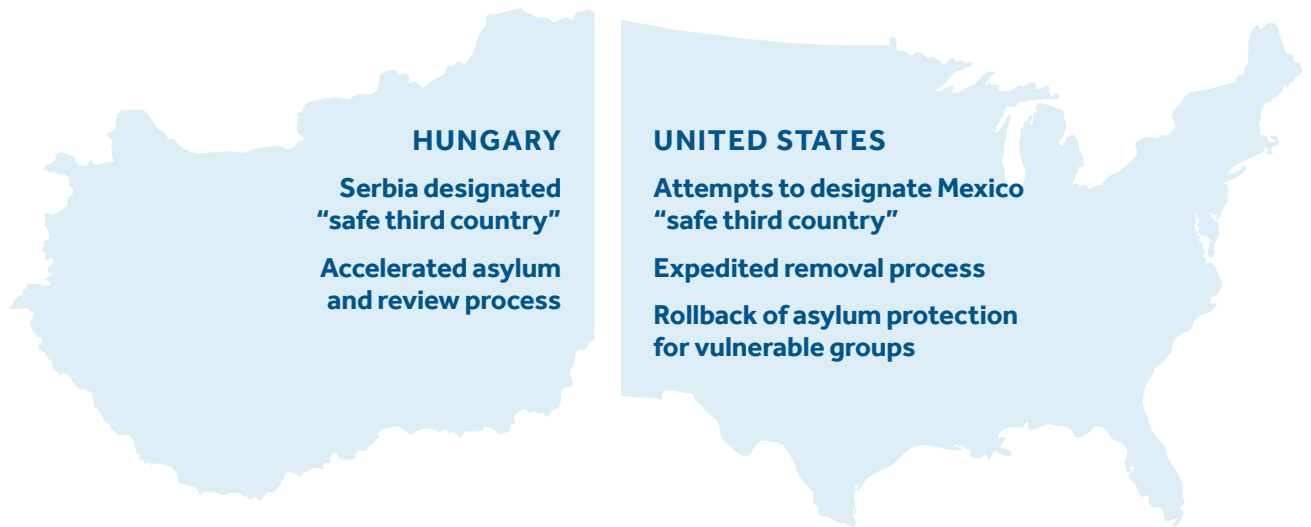 HUNGARY
Serbia designated
“safe third country”
Accelerated asylum
and review process
UNITED STATES
Attempts to designate Mexico
“safe third country”
Expedited removal process
Rollback of asylum protection
for vulnerable groups